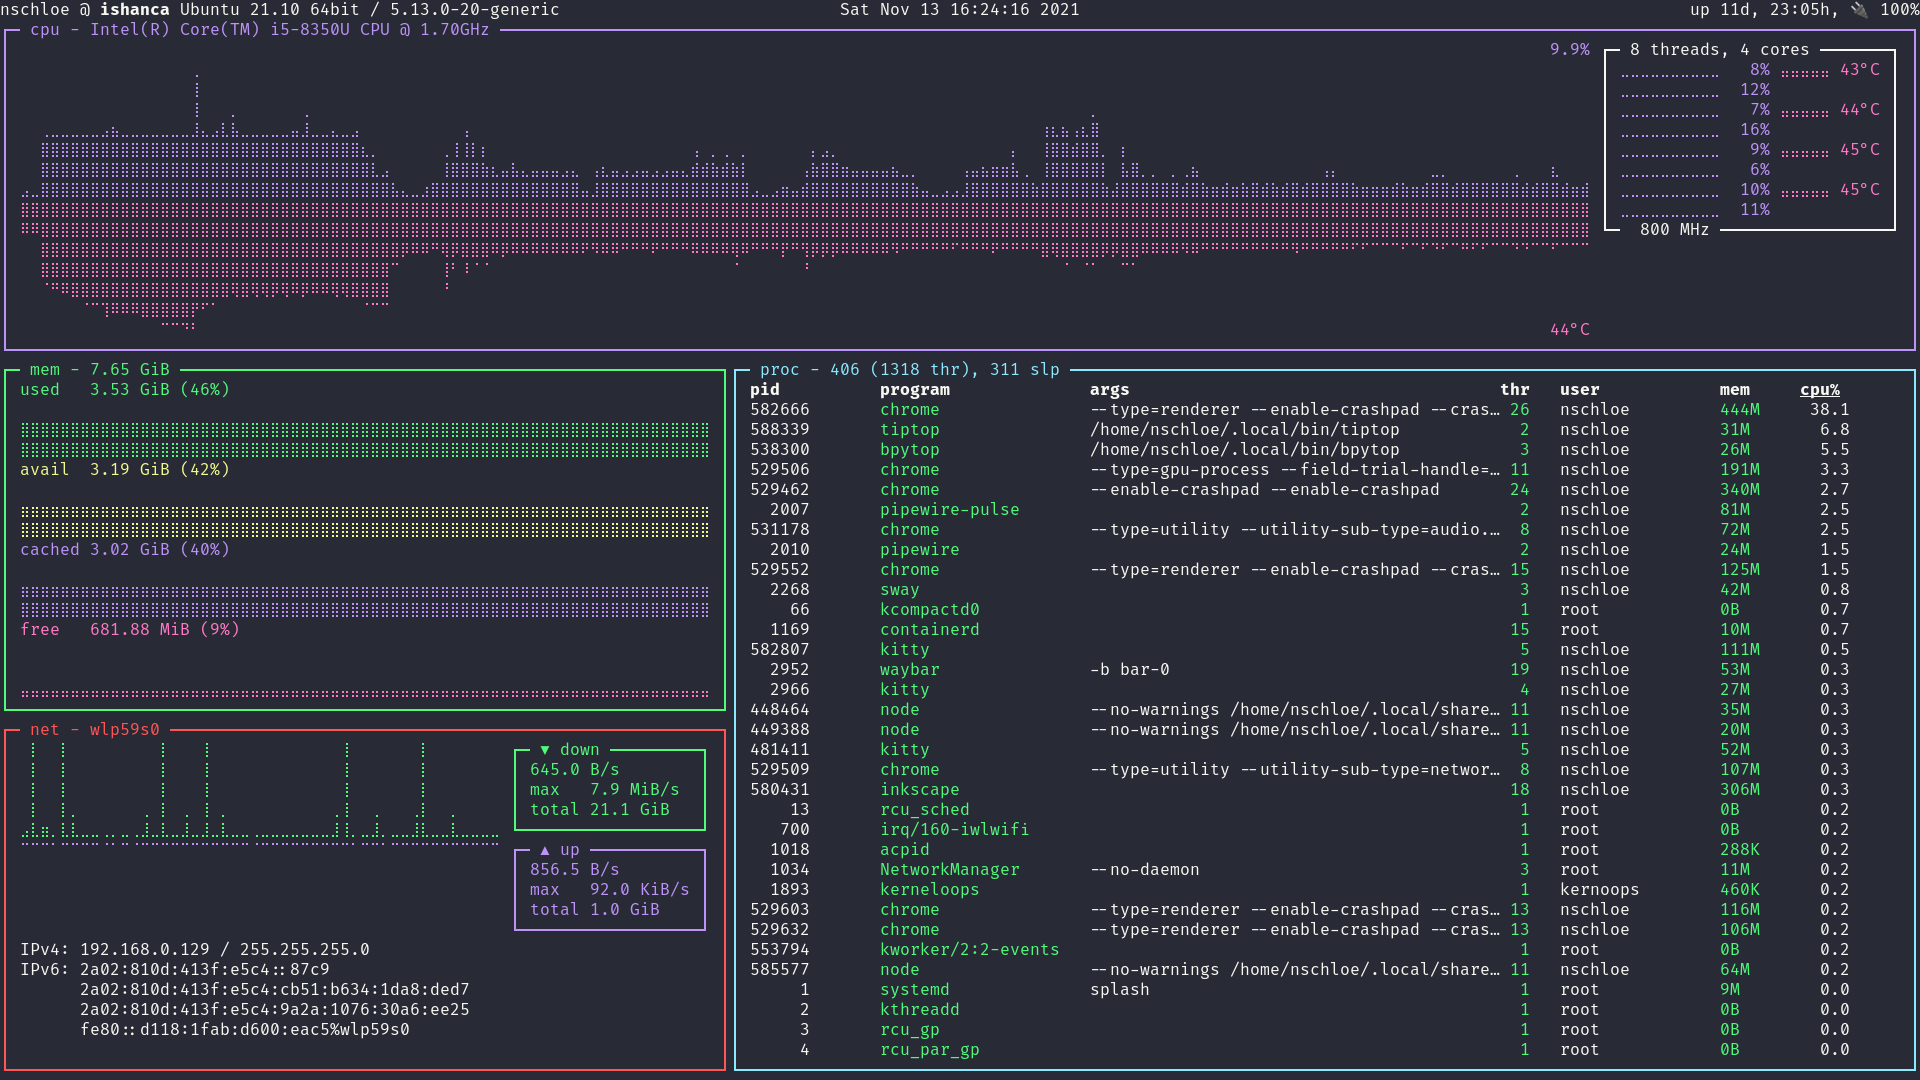 nschloe @ ishanca Ubuntu 21.10 64bit / 5.13.0-20-generic
Sat Nov 13 16:24:16 2021
up 11d, 23:05h, 🔌 100%
cpu - Intel(R) Core(TM) i5-8350U CPU @ 1.70GHz
9.9%
8 threads, 4 cores
8% 43°C
12%
7% 44°C
16%
9% 45°C
6%
10% 45°C
11%
800 MHz
44°C
mem - 7.65 GiB
used 3.53 GiB (46%)
avail 3.19 GiB (42%)
cached 3.02 GiB (40%)
free 681.88 MiB (9%)
net - wlp59s0
▼ down
645.0 B/s
max 7.9 MiB/s
total 21.1 GiB
▲ up
856.5 B/s
max 92.0 KiB/s
total 1.0 GiB
IPv4: 192.168.0.129 / 255.255.255.0
IPv6: 2a02:810d:413f:e5c4::87c9
2a02:810d:413f:e5c4:cb51:b634:1da8:ded7
2a02:810d:413f:e5c4:9a2a:1076:30a6:ee25
fe80::d118:1fab:d600:eac5%wlp59s0
proc - 406 (1318 thr), 311 slp
pid program args thr user mem cpu%
582666 chrome --type=renderer --enable-crashpad --cras… 26 nschloe 444M 38.1
588339 tiptop /home/nschloe/.local/bin/tiptop 2 nschloe 31M 6.8
538300 bpytop /home/nschloe/.local/bin/bpytop 3 nschloe 26M 5.5
529506 chrome --type=gpu-process --field-trial-handle=… 11 nschloe 191M 3.3
529462 chrome --enable-crashpad --enable-crashpad 24 nschloe 340M 2.7
2007 pipewire-pulse 2 nschloe 81M 2.5
531178 chrome --type=utility --utility-sub-type=audio.… 8 nschloe 72M 2.5
2010 pipewire 2 nschloe 24M 1.5
529552 chrome --type=renderer --enable-crashpad --cras… 15 nschloe 125M 1.5
2268 sway 3 nschloe 42M 0.8
66 kcompactd0 1 root 0B 0.7
1169 containerd 15 root 10M 0.7
582807 kitty 5 nschloe 111M 0.5
2952 waybar -b bar-0 19 nschloe 53M 0.3
2966 kitty 4 nschloe 27M 0.3
448464 node --no-warnings /home/nschloe/.local/share… 11 nschloe 35M 0.3
449388 node --no-warnings /home/nschloe/.local/share… 11 nschloe 20M 0.3
481411 kitty 5 nschloe 52M 0.3
529509 chrome --type=utility --utility-sub-type=networ… 8 nschloe 107M 0.3
580431 inkscape 18 nschloe 306M 0.3
13 rcu_sched 1 root 0B 0.2
700 irq/160-iwlwifi 1 root 0B 0.2
1018 acpid 1 root 288K 0.2
1034 NetworkManager --no-daemon 3 root 11M 0.2
1893 kerneloops 1 kernoops 460K 0.2
529603 chrome --type=renderer --enable-crashpad --cras… 13 nschloe 116M 0.2
529632 chrome --type=renderer --enable-crashpad --cras… 13 nschloe 106M 0.2
553794 kworker/2:2-events 1 root 0B 0.2
585577 node --no-warnings /home/nschloe/.local/share… 11 nschloe 64M 0.2
1 systemd splash 1 root 9M 0.0
2 kthreadd 1 root 0B 0.0
3 rcu_gp 1 root 0B 0.0
4 rcu_par_gp 1 root 0B 0.0